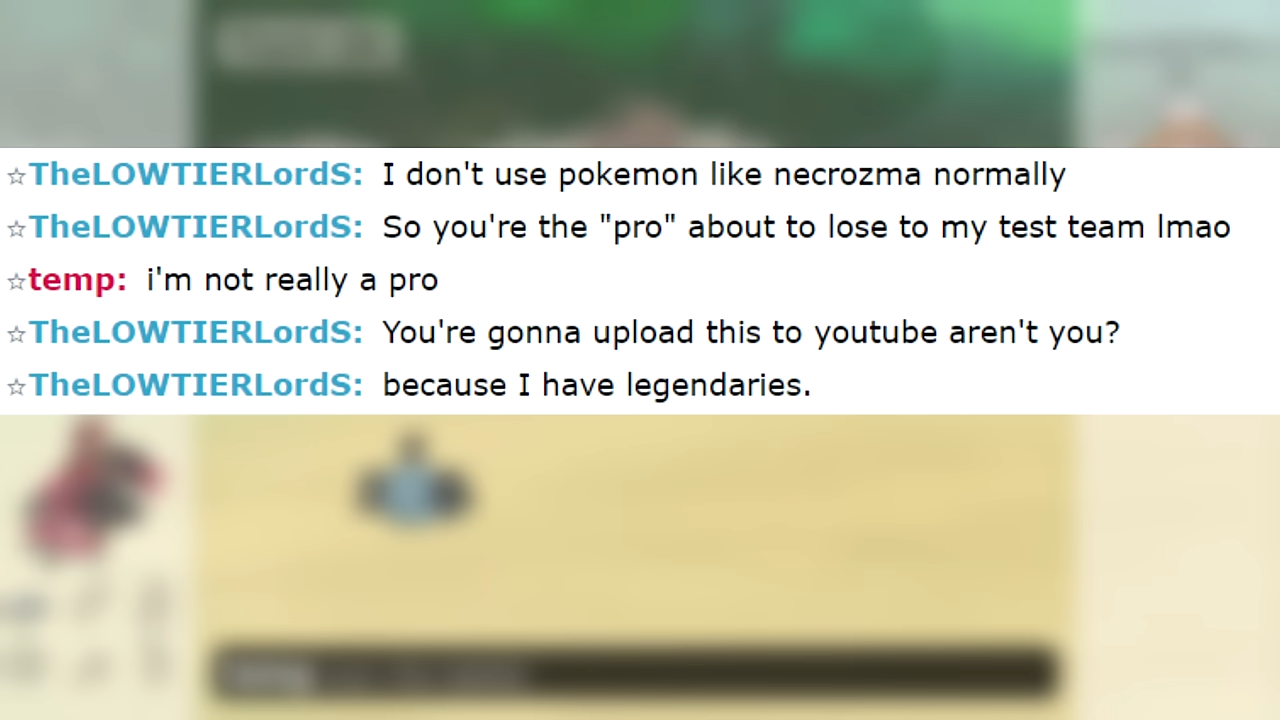 ☆TheLOWTIERLordS: I don't use pokemon like necrozma normally
☆TheLOWTIERLordS: So you're the "pro" about to lose to my test team lmao
☆temp: i'm not really a pro
☆TheLOWTIERLordS: You're gonna upload this to youtube aren't you?
☆TheLOWTIERLordS: because I have legendaries.